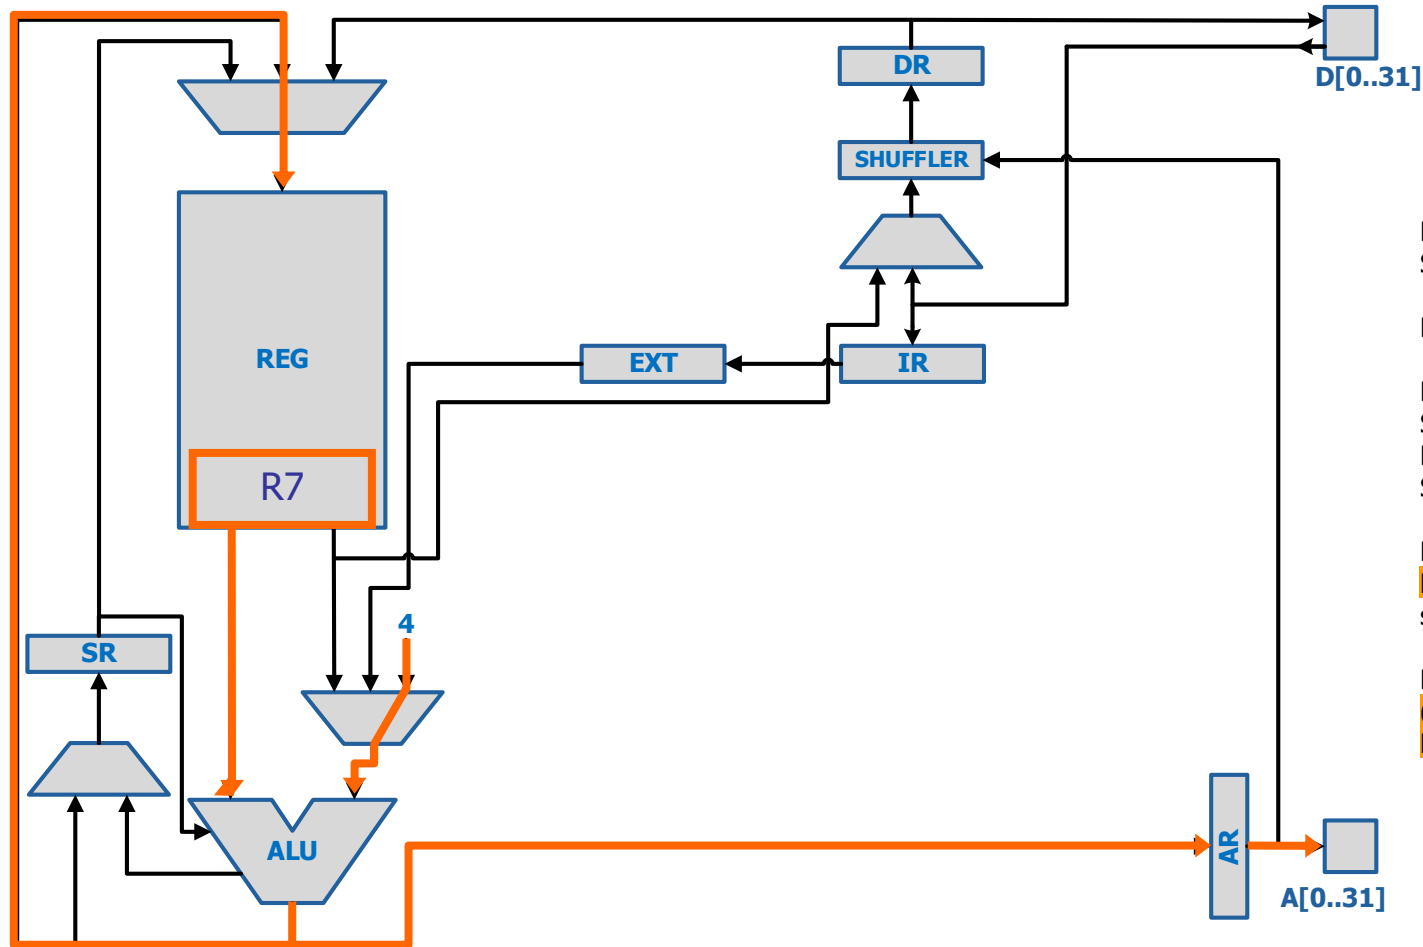 DR
D[0..31]
SHUFFLER
REG
EXT
IR
R7
4
SR
ALU
AR
A[0..31]